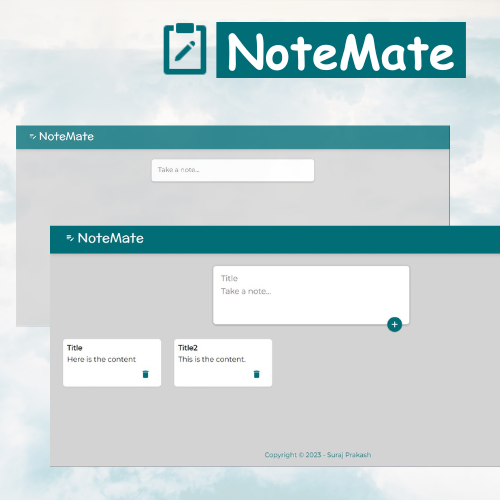 NoteMate
NoteMate
Take a note...
NoteMate
Title
Take a note...
+
Title
Here is the content
Title2
This is the content.
Copyright © 2023 - Suraj Prakash